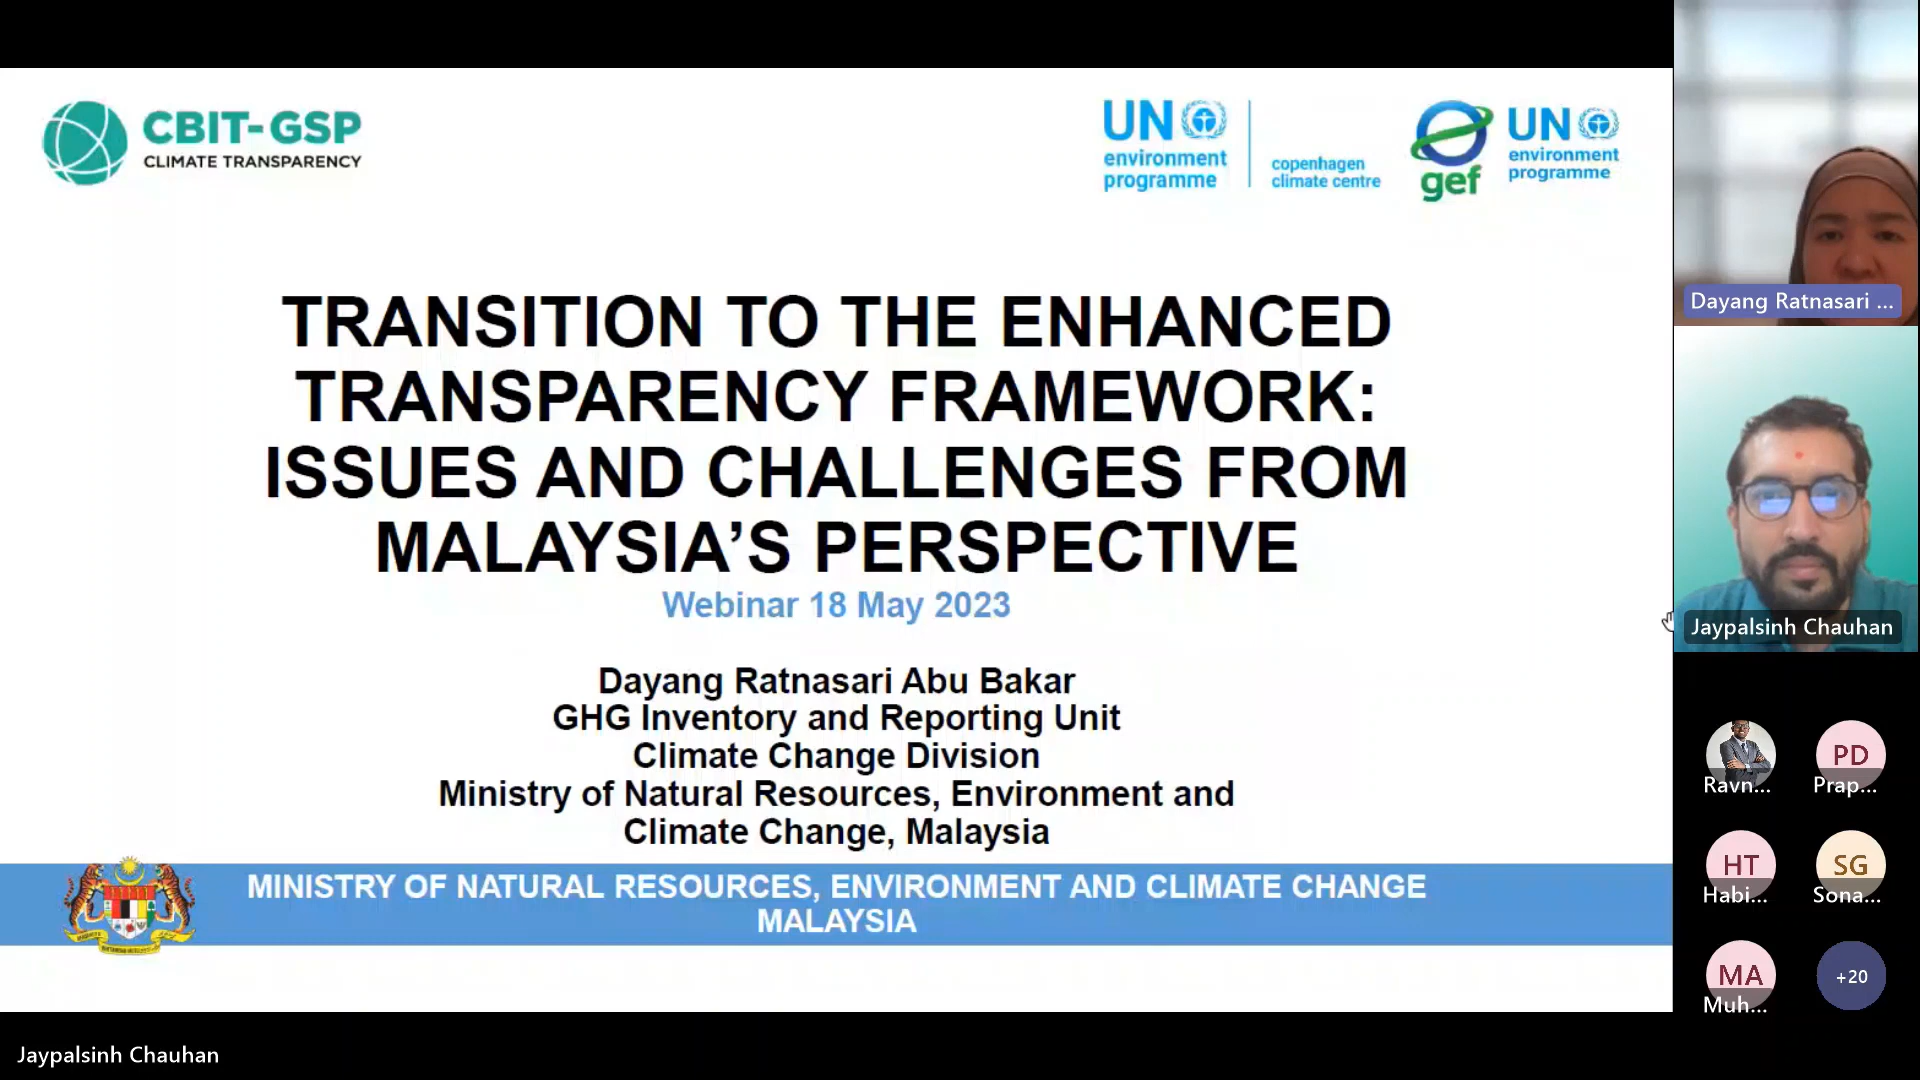 CBIT-GSP
CLIMATE TRANSPARENCY
UN
environment
programme
copenhagen
climate centre
gef
UN
environment
programme
TRANSITION TO THE ENHANCED
TRANSPARENCY FRAMEWORK:
ISSUES AND CHALLENGES FROM
MALAYSIA’S PERSPECTIVE
Webinar 18 May 2023
Dayang Ratnasari Abu Bakar
GHG Inventory and Reporting Unit
Climate Change Division
Ministry of Natural Resources, Environment and
Climate Change, Malaysia
MINISTRY OF NATURAL RESOURCES, ENVIRONMENT AND CLIMATE CHANGE
MALAYSIA
Dayang Ratnasari ...
Jaypalsinh Chauhan
Ravn...
PD
Prap...
HT
Habi...
SG
Sona...
MA
Muh...
+20
Jaypalsinh Chauhan